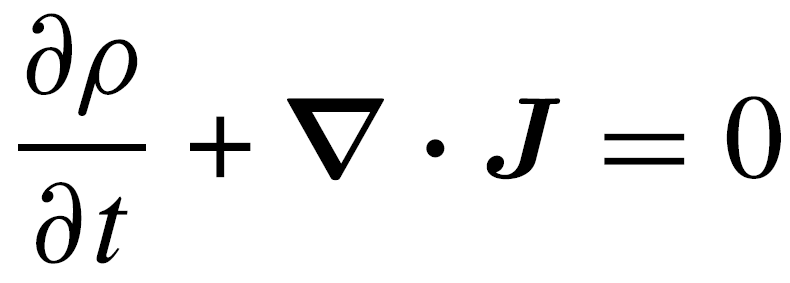 ∂ρ/∂t + ∇ · J = 0